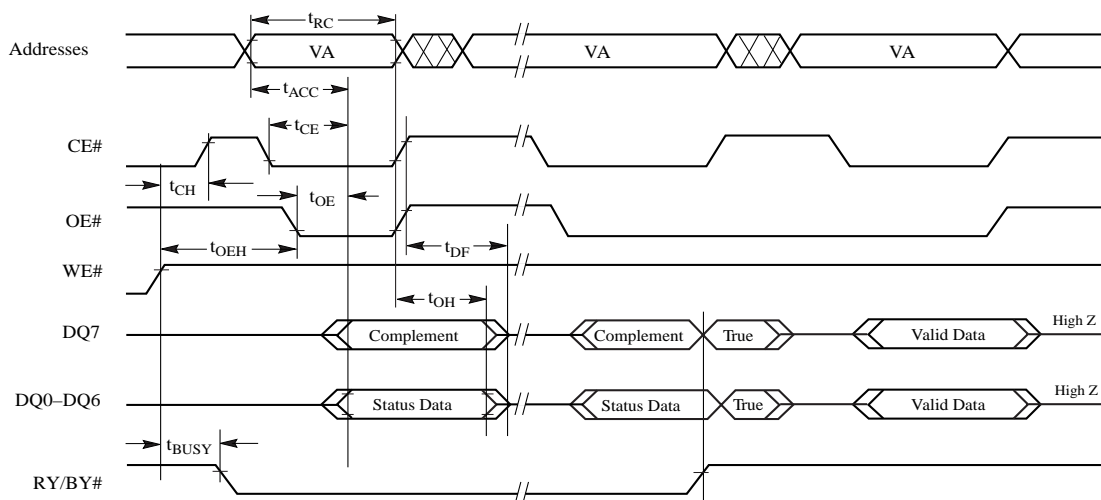 tRC
Addresses VA VA VA
tACC
tCE
CE#
tCH
tOE
OE#
tOEH
tDF
WE#
tOH
DQ7 Complement Complement True Valid Data High Z
DQ0–DQ6 Status Data Status Data True Valid Data High Z
tBUSY
RY/BY#